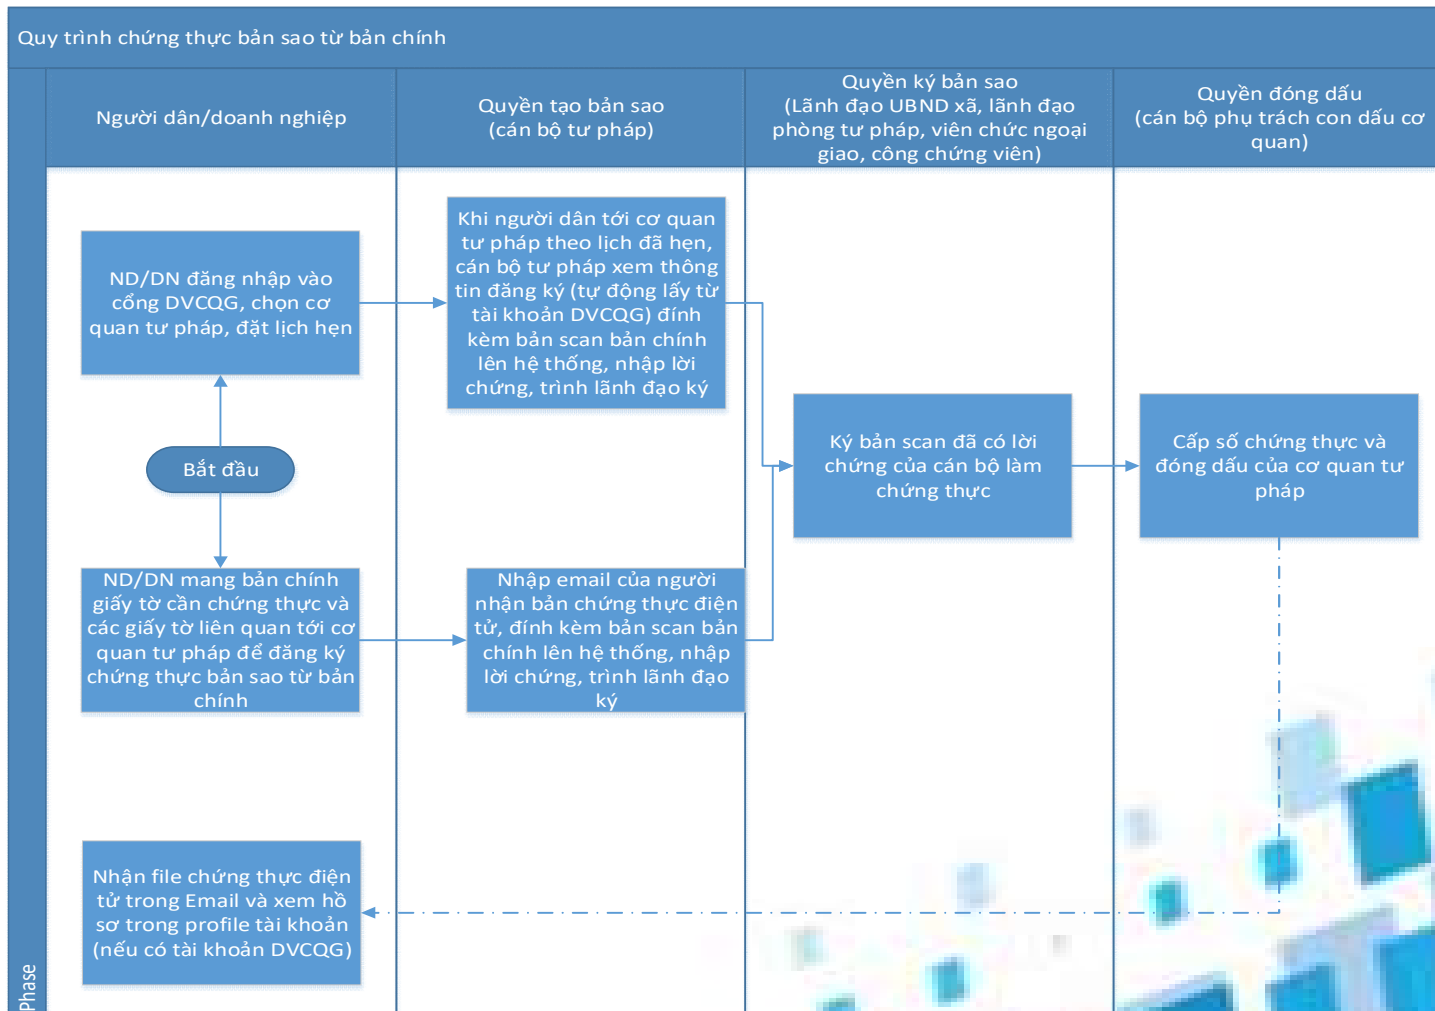 Quy trình chứng thực bản sao từ bản chính
Người dân/doanh nghiệp
Quyền tạo bản sao
(cán bộ tư pháp)
Quyền ký bản sao
(Lãnh đạo UBND xã, lãnh đạo
phòng tư pháp, viên chức ngoại
giao, công chứng viên)
Quyền đóng dấu
(cán bộ phụ trách con dấu cơ
quan)
ND/DN đăng nhập vào
cổng DVCQG, chọn cơ
quan tư pháp, đặt lịch hẹn
Khi người dân tới cơ quan
tư pháp theo lịch đã hẹn,
cán bộ tư pháp xem thông
tin đăng ký (tự động lấy từ
tài khoản DVCQG) đính
kèm bản scan bản chính
lên hệ thống, nhập lời
chứng, trình lãnh đạo ký
Bắt đầu
Ký bản scan đã có lời
chứng của cán bộ làm
chứng thực
Cấp số chứng thực và
đóng dấu của cơ quan tư
pháp
ND/DN mang bản chính
giấy tờ cần chứng thực và
các giấy tờ liên quan tới cơ
quan tư pháp để đăng ký
chứng thực bản sao từ bản
chính
Nhập email của người
nhận bản chứng thực điện
tử, đính kèm bản scan bản
chính lên hệ thống, nhập
lời chứng, trình lãnh đạo
ký
Nhận file chứng thực điện
tử trong Email và xem hồ
sơ trong profile tài khoản
(nếu có tài khoản DVCQG)
Phase